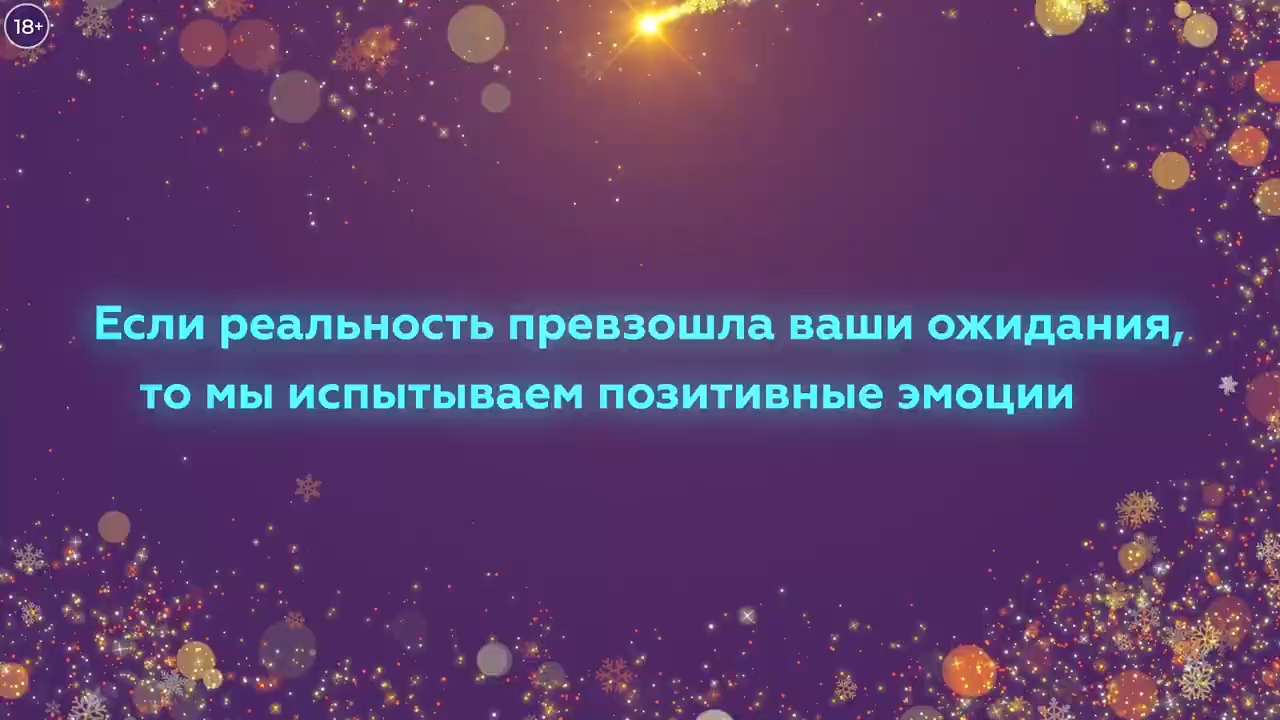 18+
Если реальность превзошла ваши ожидания,
то мы испытываем позитивные эмоции